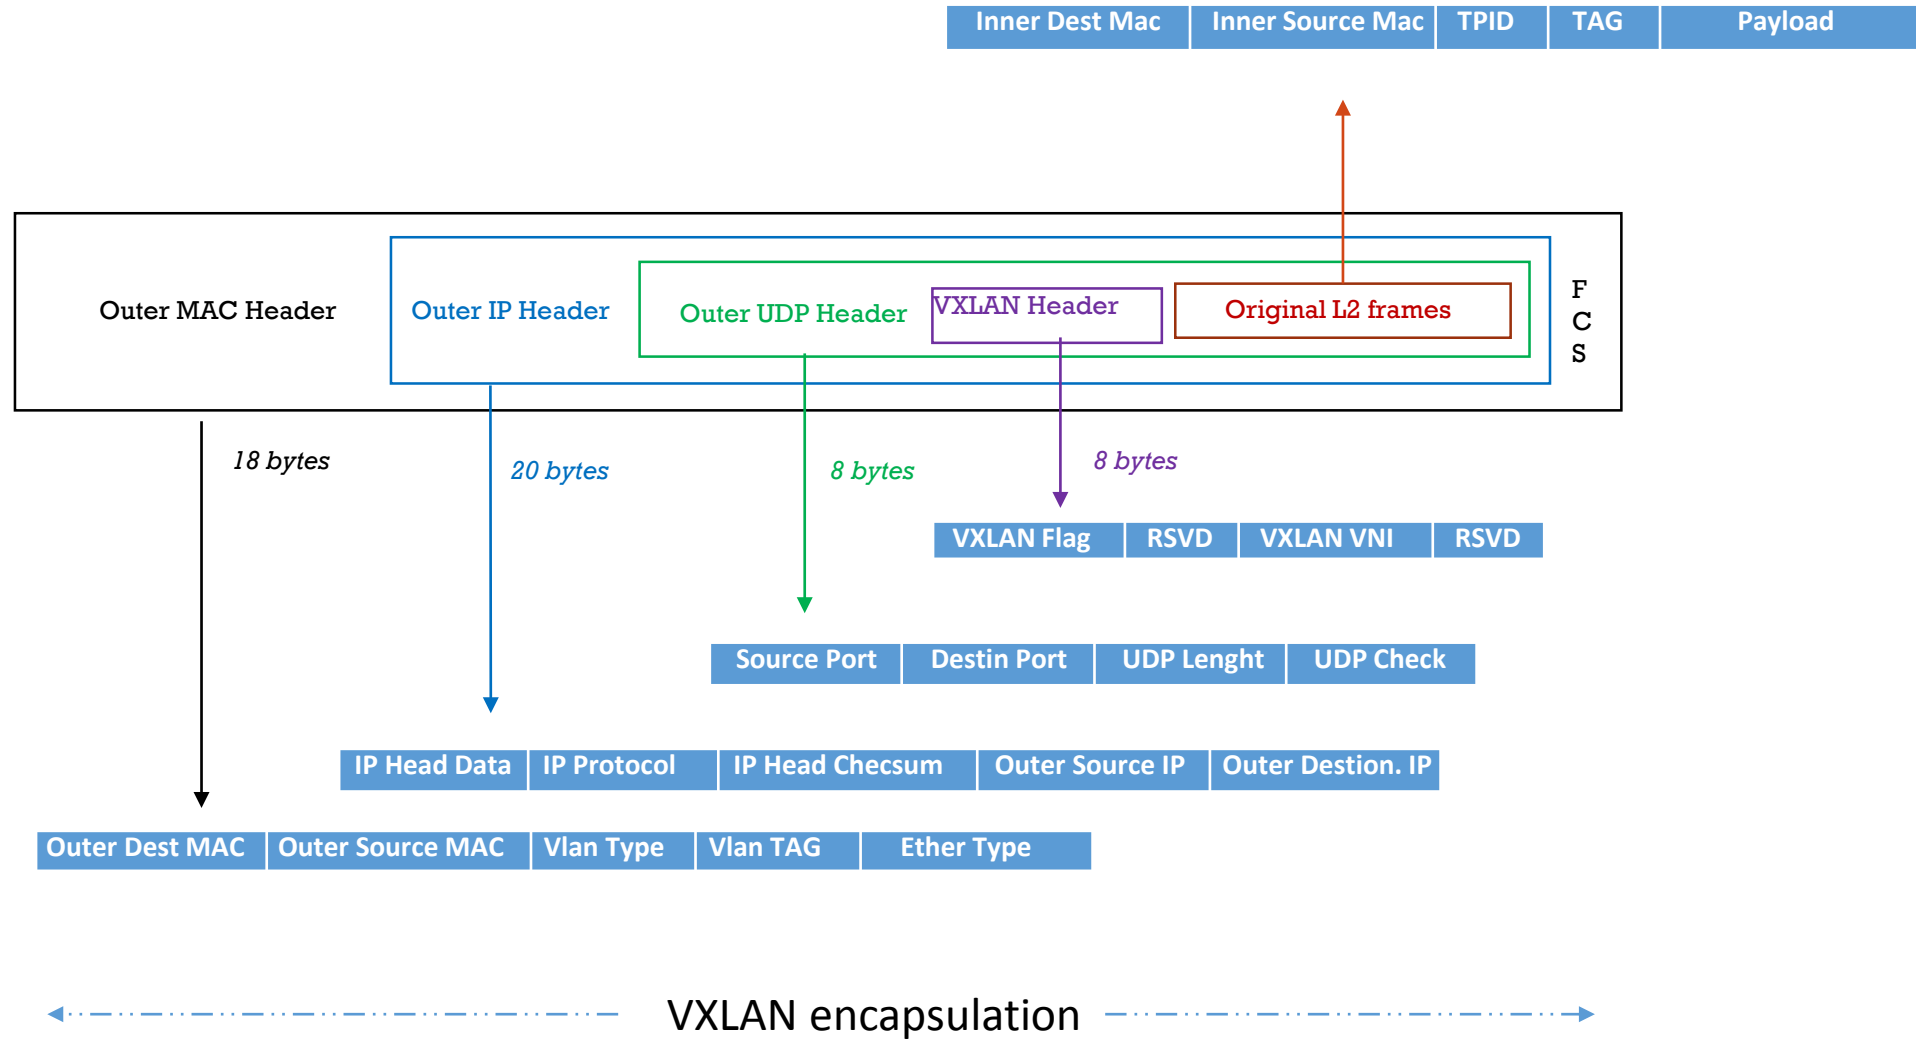 Inner Dest Mac Inner Source Mac TPID TAG Payload
Outer MAC Header
Outer IP Header
Outer UDP Header
VXLAN Header
Original L2 frames
F
C
S
18 bytes
20 bytes
8 bytes
8 bytes
VXLAN Flag RSVD VXLAN VNI RSVD
Source Port Destin Port UDP Lenght UDP Check
IP Head Data IP Protocol IP Head Checsum Outer Source IP Outer Destion. IP
Outer Dest MAC Outer Source MAC Vlan Type Vlan TAG Ether Type
VXLAN encapsulation